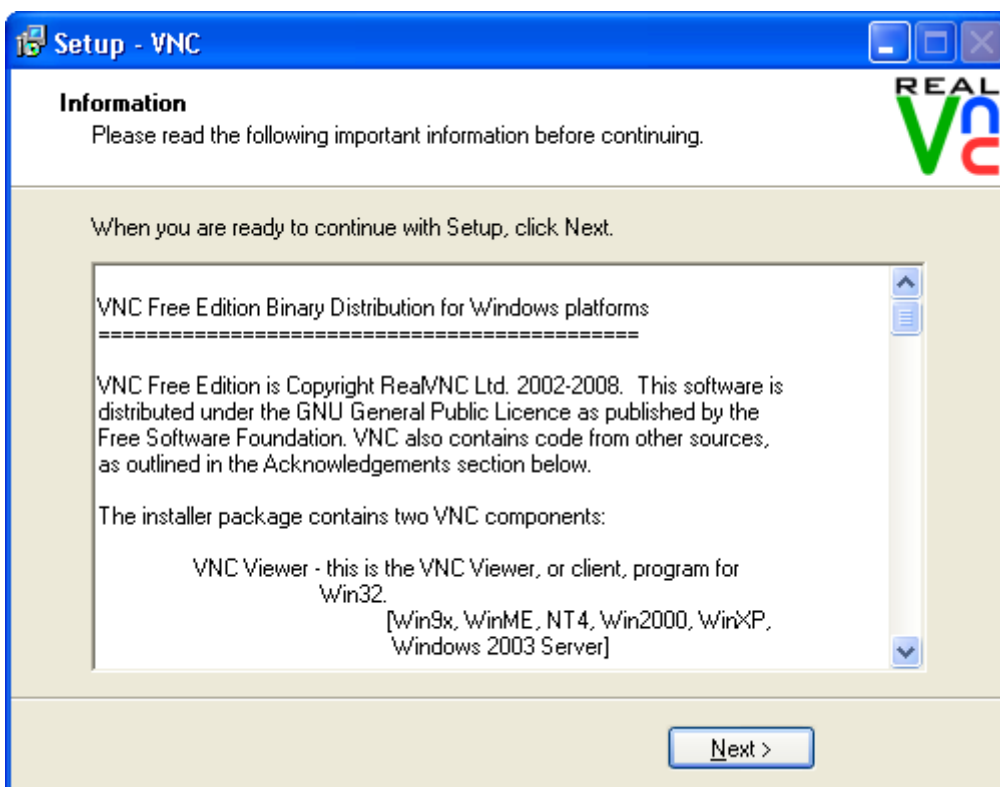 Setup - VNC
REAL
VNC
Information
Please read the following important information before continuing.
When you are ready to continue with Setup, click Next.
VNC Free Edition Binary Distribution for Windows platforms
=============================================
VNC Free Edition is Copyright RealVNC Ltd. 2002-2008.  This software is
distributed under the GNU General Public Licence as published by the
Free Software Foundation. VNC also contains code from other sources,
as outlined in the Acknowledgements section below.
The installer package contains two VNC components:
VNC Viewer - this is the VNC Viewer, or client, program for
Win32.
[Win9x, WinME, NT4, Win2000, WinXP,
Windows 2003 Server]
Next >